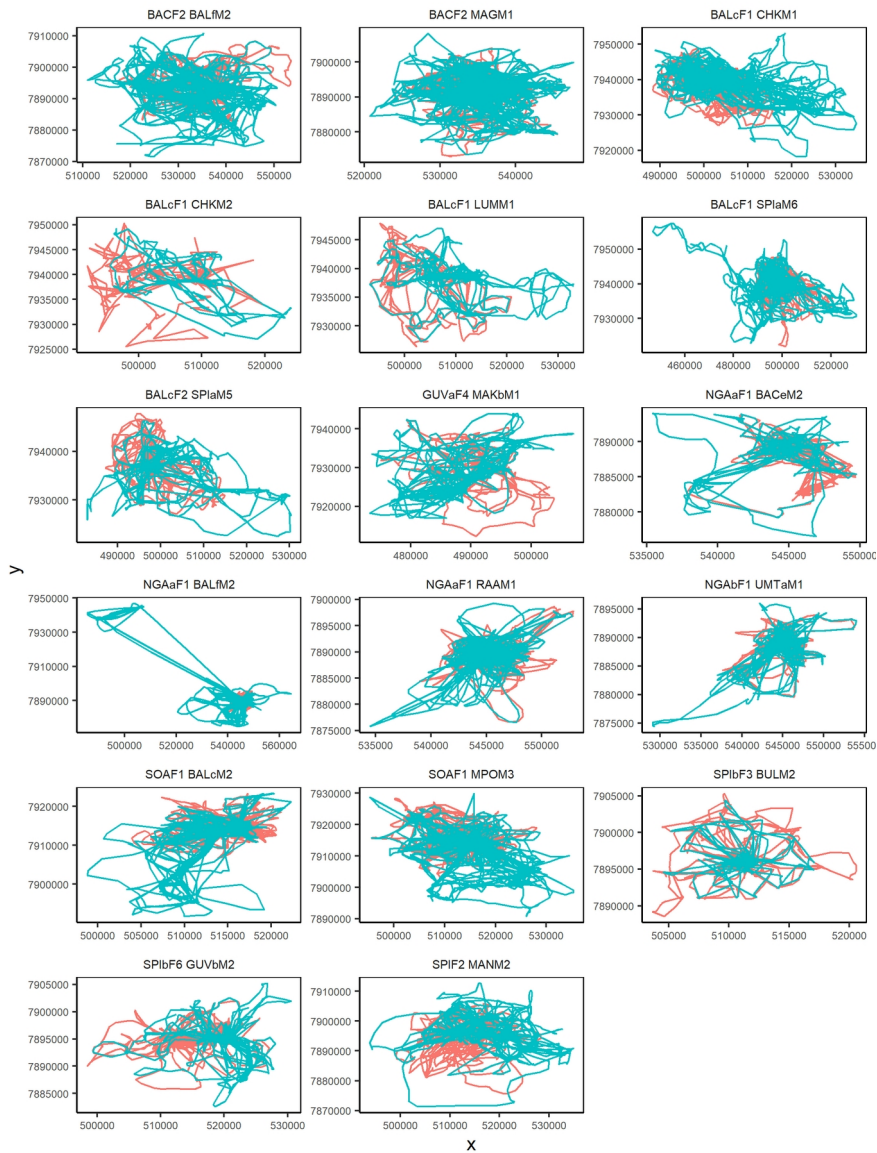 BACF2 BALfM2
BACF2 MAGM1
BALcF1 CHKM1
7910000
7900000
7890000
7880000
7870000
510000 520000 530000 540000 550000
7900000
7890000
7880000
520000 530000 540000
7950000
7940000
7930000
7920000
490000 500000 510000 520000 530000
BALcF1 CHKM2
BALcF1 LUMM1
BALcF1 SPlaM6
7950000
7945000
7940000
7935000
7930000
7925000
500000 510000 520000
7945000
7940000
7935000
7930000
500000 510000 520000 530000
7950000
7940000
7930000
460000 480000 500000 520000
BALcF2 SPlaM5
GUVaF4 MAKbM1
NGAaF1 BACeM2
7940000
7930000
490000 500000 510000 520000 530000
7940000
7930000
7920000
480000 490000 500000
7890000
7885000
7880000
535000 540000 545000 550000
y
NGAaF1 BALfM2
NGAaF1 RAAM1
NGAbF1 UMTaM1
7950000
7930000
7910000
7890000
500000 520000 540000 560000
7900000
7895000
7890000
7885000
7880000
7875000
535000 540000 545000 550000
7895000
7890000
7885000
7880000
7875000
530000 535000 540000 545000 550000 55500
SOAF1 BALcM2
SOAF1 MPOM3
SPlbF3 BULM2
7920000
7910000
7900000
500000 505000 510000 515000 520000
7930000
7920000
7910000
7900000
7890000
500000 510000 520000 530000
7905000
7900000
7895000
7890000
505000 510000 515000 520000
SPlbF6 GUVbM2
SPlF2 MANM2
7905000
7900000
7895000
7890000
7885000
500000 510000 520000 530000
7910000
7900000
7890000
7880000
7870000
500000 510000 520000 530000
x